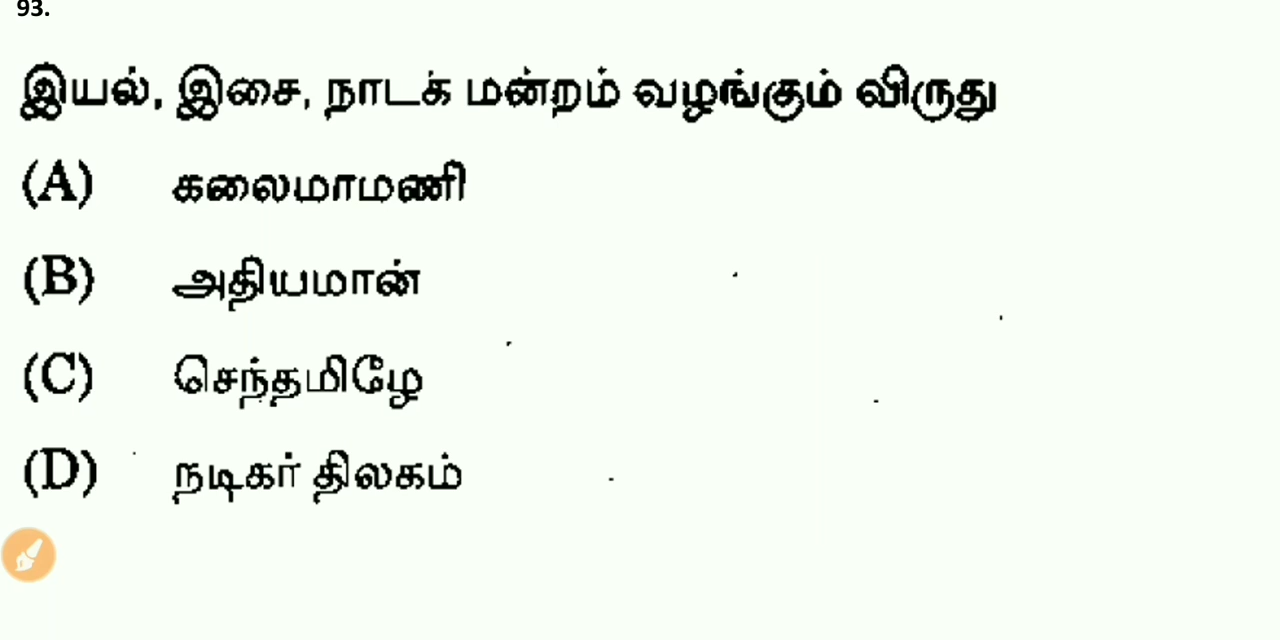 93.
இயல், இசை, நாடக் மன்றம் வழங்கும் விருது
(A) கலைமாமணி
(B) அதியமான்
(C) செந்தமிழே
(D) நடிகர் திலகம்